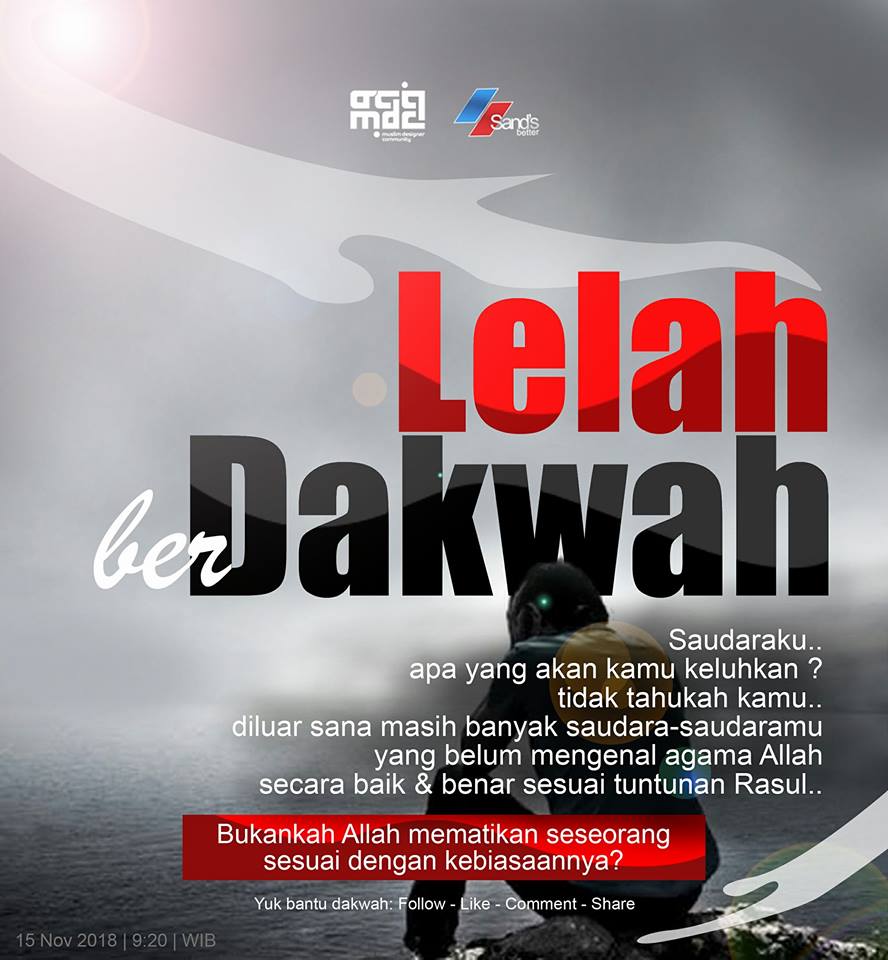 mdc
muslim designer
community
Sand's
better
Lelah
berDakwah
Saudaraku..
apa yang akan kamu keluhkan ?
tidak tahukah kamu..
diluar sana masih banyak saudara-saudaramu
yang belum mengenal agama Allah
secara baik & benar sesuai tuntunan Rasul..
Bukankah Allah mematikan seseorang
sesuai dengan kebiasaannya?
Yuk bantu dakwah: Follow - Like - Comment - Share
15 Nov 2018 | 9:20 | WIB